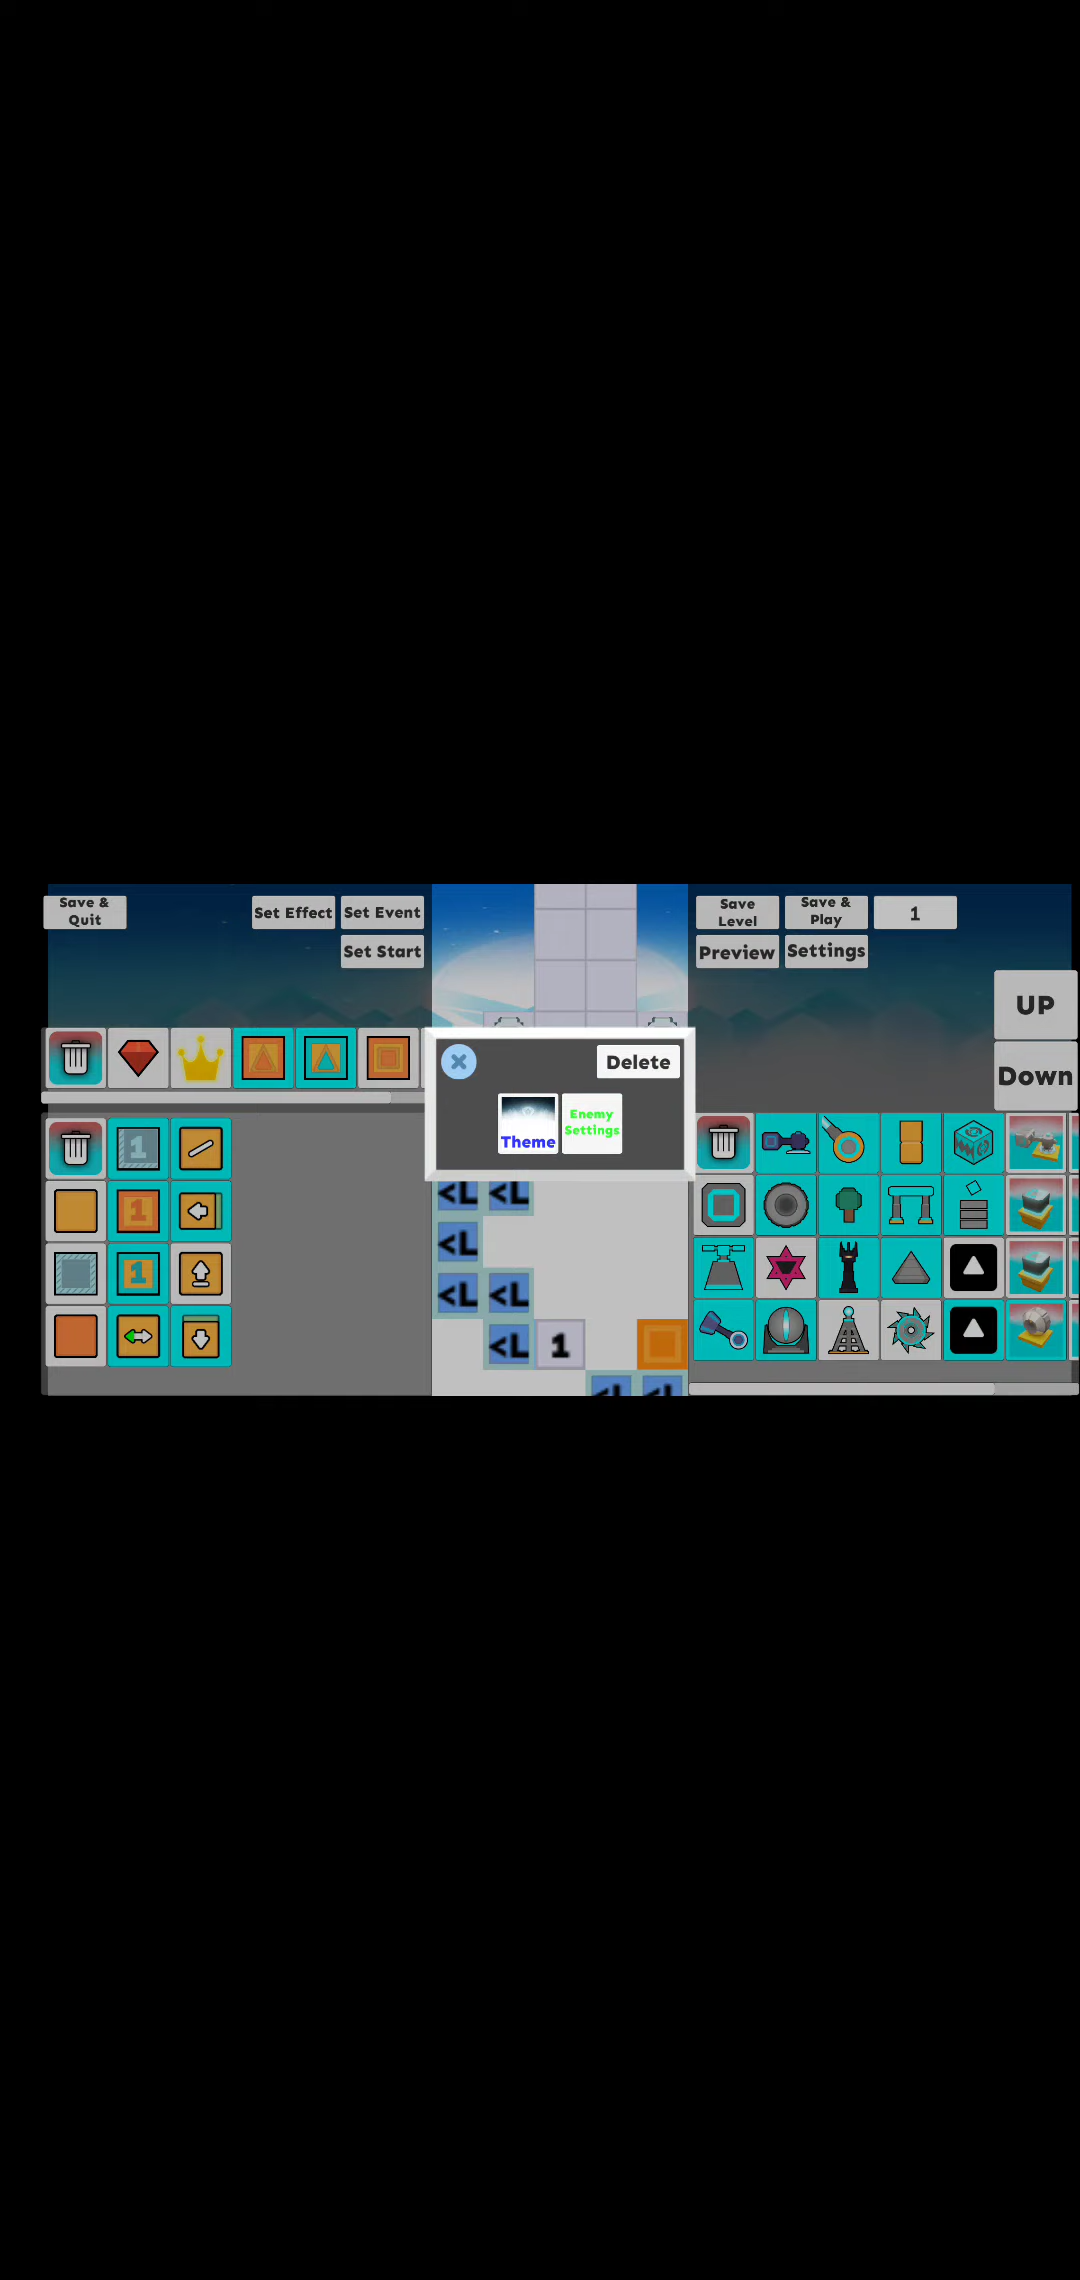 Save &
Quit
Set Effect
Set Event
Set Start
Save
Level
Save &
Play
1
Preview
Settings
UP
Down
Delete
Theme
Enemy
Settings
1
1
1
<L <L
<L
<L <L
<L 1
<L <L